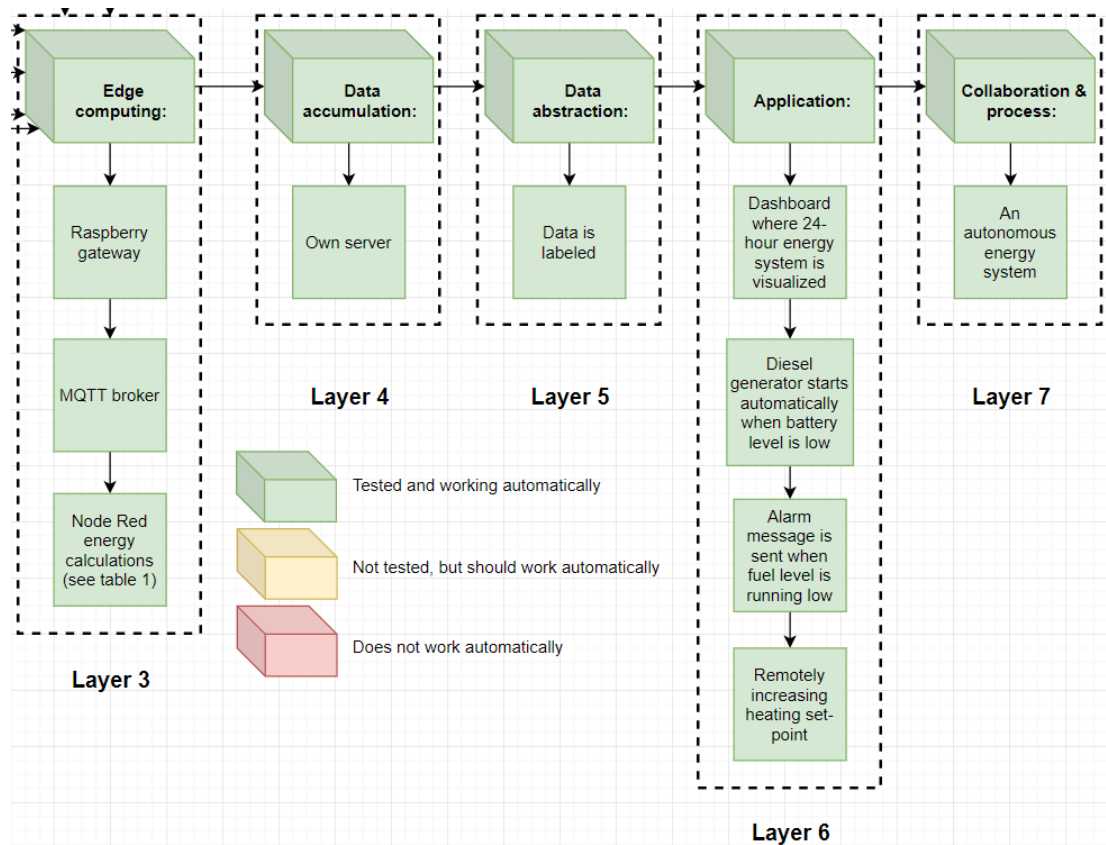 Edge
computing:
Raspberry
gateway
MQTT broker
Node Red
energy
calculations
(see table 1)
Layer 3
Data
accumulation:
Own server
Layer 4
Data
abstraction:
Data is
labeled
Layer 5
Application:
Dashboard
where 24-
hour energy
system is
visualized
Diesel
generator starts
automatically
when battery
level is low
Alarm
message is
sent when
fuel level is
running low
Remotely
increasing
heating set-
point
Layer 6
Collaboration &
process:
An
autonomous
energy
system
Layer 7
Tested and working automatically
Not tested, but should work automatically
Does not work automatically